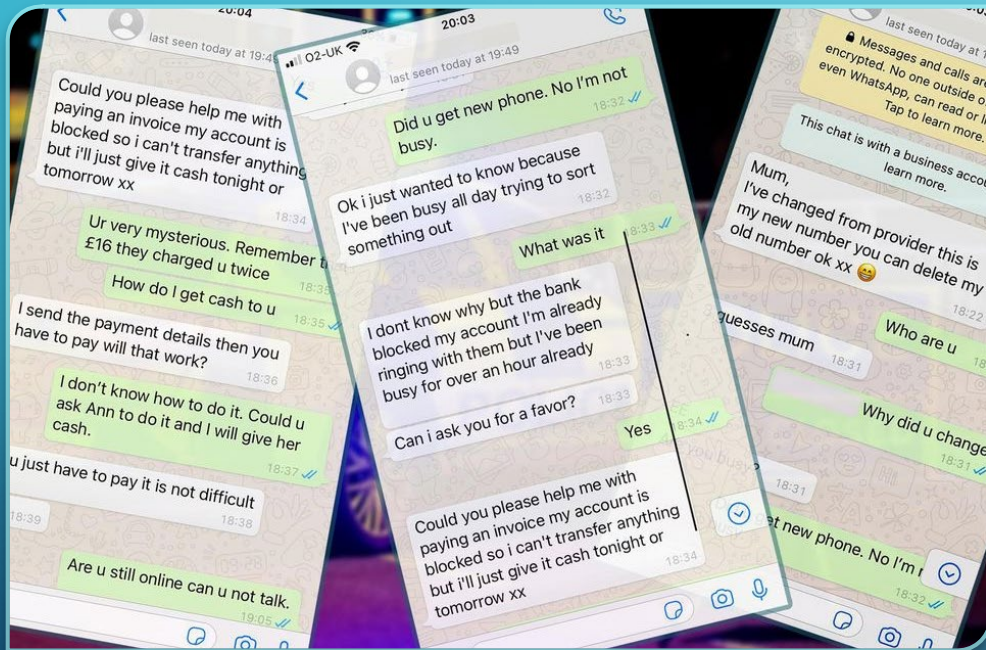 20:04
last seen today at 19:4
Could you please help me with
paying an invoice my account is
blocked so i can't transfer anything
but i'll just give it cash tonight or
tomorrow xx
18:34
Ur very mysterious. Remember
£16 they charged u twice
18:35
How do I get cash to u
18:35
I send the payment details then you
have to pay will that work?
18:36
I don't know how to do it. Could u
ask Ann to do it and I will give her
cash.
18:37
u just have to pay it is not difficult
18:38
18:39
Are u still online can u not talk.
19:05
20:03
O2-UK
last seen today at 19:49
Did u get new phone. No I'm not
busy.
18:32
Ok i just wanted to know because
I've been busy all day trying to sort
something out
18:32
What was it
18:33
I dont know why but the bank
blocked my account I'm already
ringing with them but I've been
busy for over an hour already
18:33
Can i ask you for a favor?
18:33
Yes
18:34
Could you please help me with
paying an invoice my account is
blocked so i can't transfer anything
but i'll just give it cash tonight or
tomorrow xx
18:34
last seen today at
Messages and calls are
encrypted. No one outside o
even WhatsApp, can read or li
Tap to learn more.
This chat is with a business accou
learn more.
Mum,
I've changed from provider this is
my new number you can delete my
old number ok xx 😄
18:22
Who are u
18
guesses mum
18:31
Why did u change
18:31
18:31
et new phone. No I'm
18:32